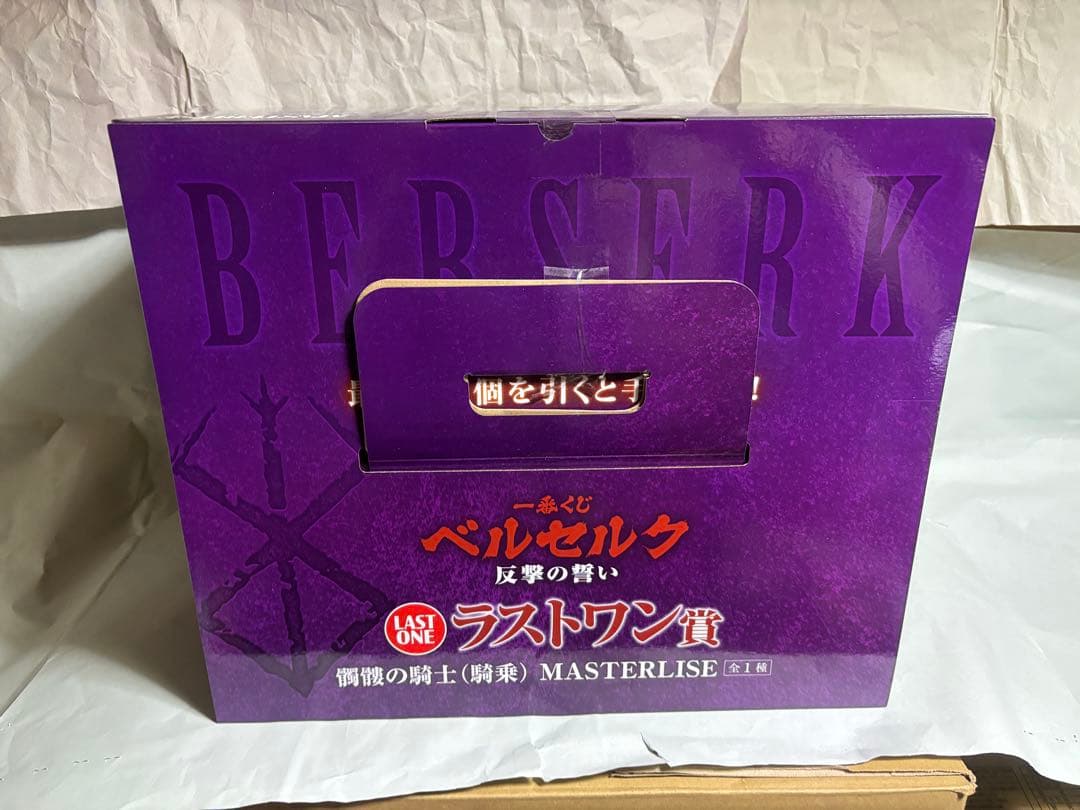 BERSERK
個を引くと
！
一番くじ
ベルセルク
反撃の誓い
LAST ONE ラストワン賞
髑髏の騎士（騎乗） MASTERLISE 全1種